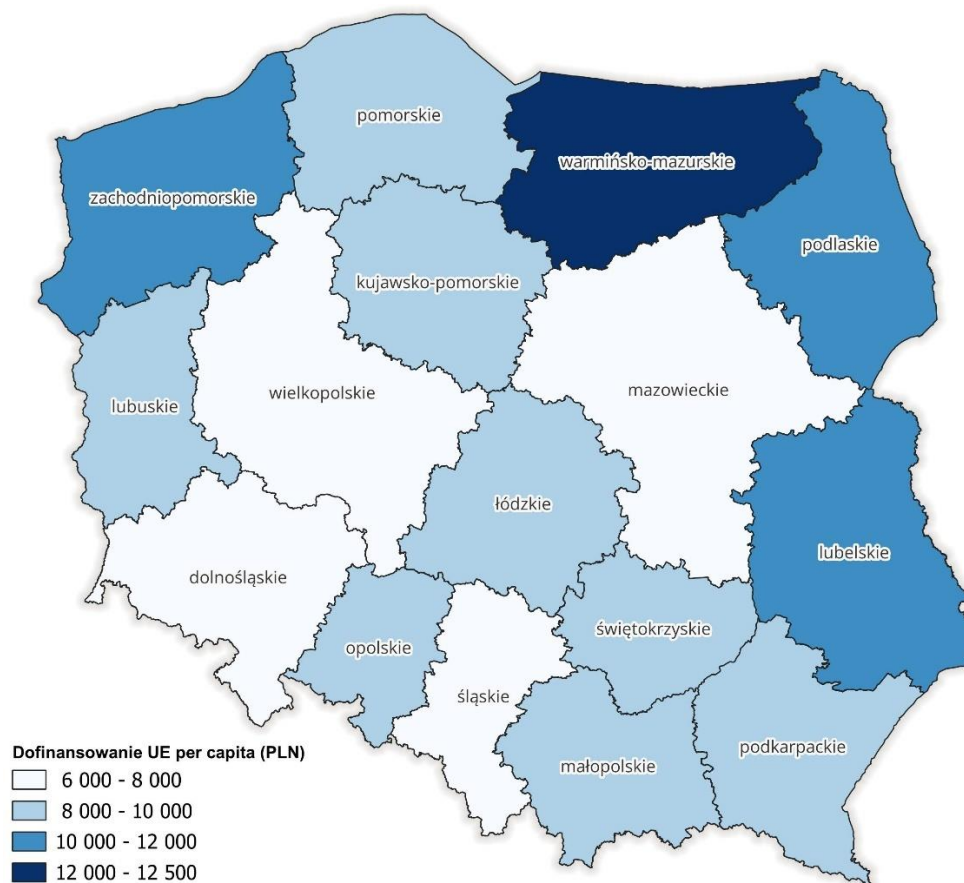 pomorskie
warmińsko-mazurskie
zachodniopomorskie
podlaskie
kujawsko-pomorskie
wielkopolskie
mazowieckie
lubuskie
łódzkie
lubelskie
dolnośląskie
świętokrzyskie
opolskie
śląskie
podkarpackie
małopolskie
Dofinansowanie UE per capita (PLN)
6 000 - 8 000
8 000 - 10 000
10 000 - 12 000
12 000 - 12 500